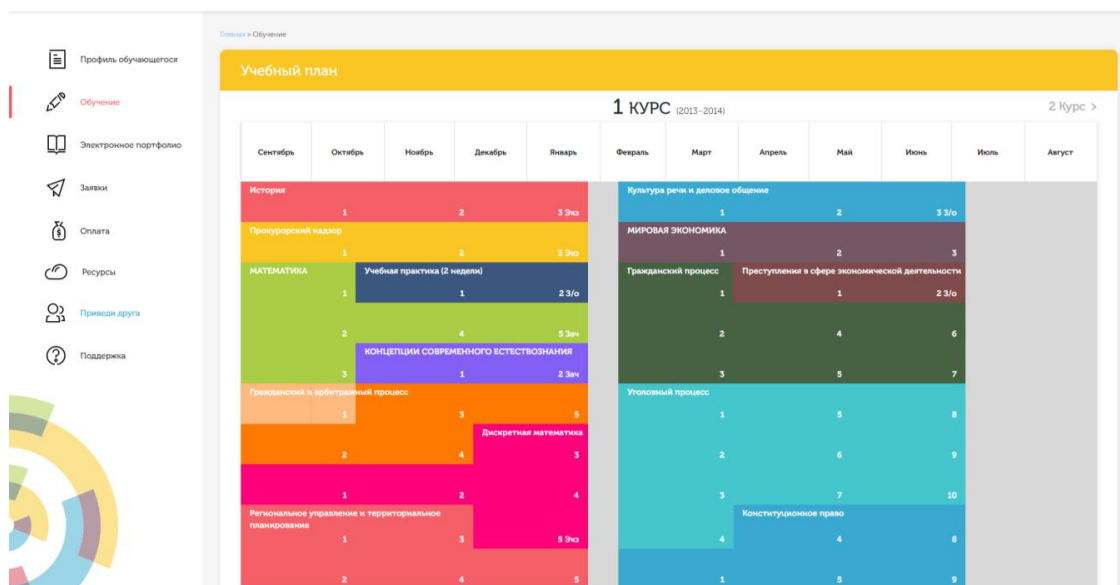 Главная > Обучение
Профиль обучающегося
Обучение
Электронное портфолио
Заявки
Оплата
Ресурсы
Приведи друга
Поддержка
Учебный план
1 КУРС (2013–2014)
2 Курс >
Сентябрь Октябрь Ноябрь Декабрь Январь Февраль Март Апрель Май Июнь Июль Август
История
1 2 3 Экз
Культура речи и деловое общение
1 2 3 З/о
Прокурорский надзор
1 2 3 Экз
МИРОВАЯ ЭКОНОМИКА
1 2 3
МАТЕМАТИКА Учебная практика (2 недели)
1 1 2 З/о
Гражданский процесс Преступления в сфере экономической деятельности
1 1 2 З/о
2 4 5 Зач
2 4 6
КОНЦЕПЦИИ СОВРЕМЕННОГО ЕСТЕСТВОЗНАНИЯ
3 1 2 Зач
3 5 7
Гражданский и арбитражный процесс
1 3 5
Уголовный процесс
1 5 8
Дискретная математика
2 4 3
2 6 9
1 2 4
3 7 10
Региональное управление и территориальное
планирование
1 3 5 Экз
Конституционное право
4 4 8
2 4 5
1 5 9